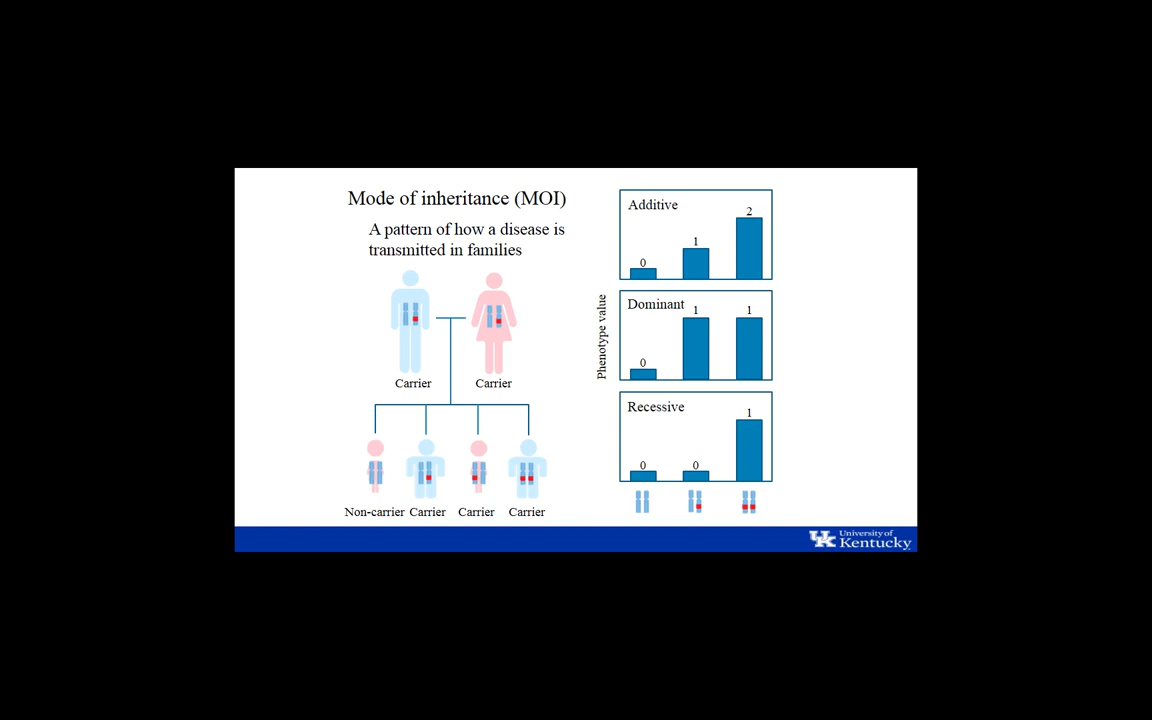 Mode of inheritance (MOI)
A pattern of how a disease is
transmitted in families
Carrier
Carrier
Non-carrier
Carrier
Carrier
Carrier
Phenotype value
Additive
0
1
2
Dominant
0
1
1
Recessive
0
0
1
UK
University of
Kentucky